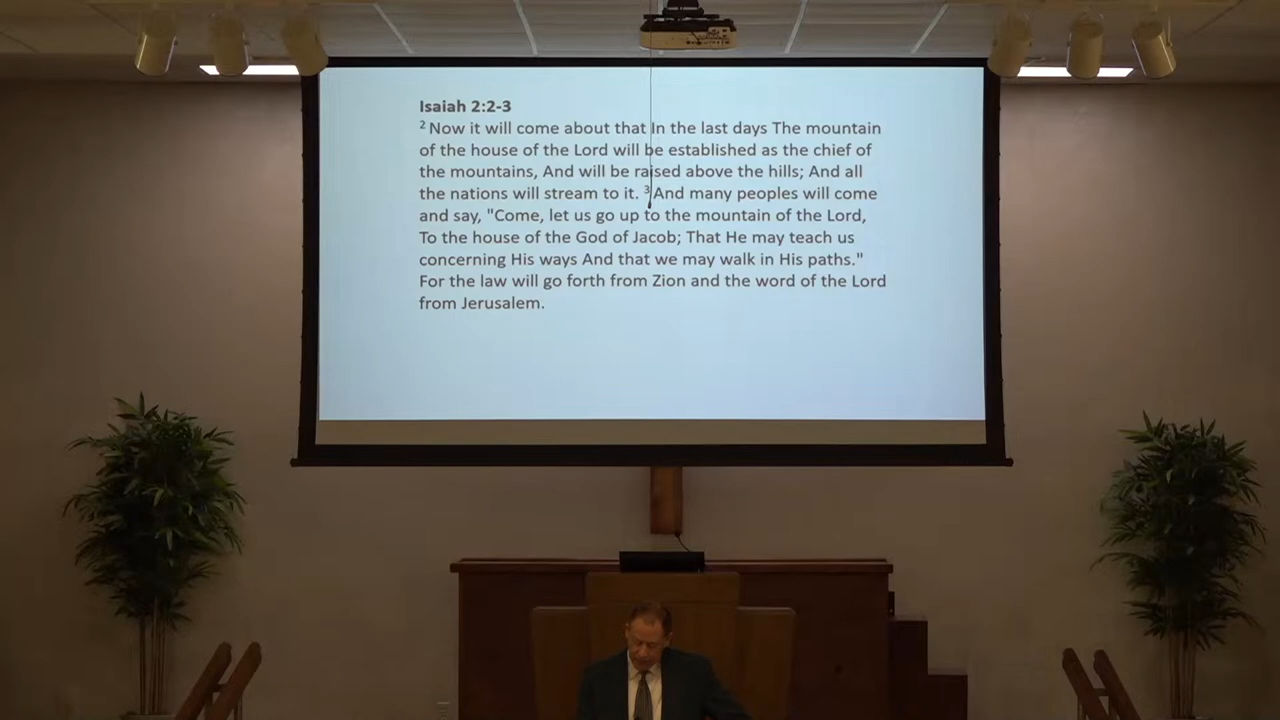 Isaiah 2:2-3
2 Now it will come about that In the last days The mountain
of the house of the Lord will be established as the chief of
the mountains, And will be raised above the hills; And all
the nations will stream to it. 3 And many peoples will come
and say, "Come, let us go up to the mountain of the Lord,
To the house of the God of Jacob; That He may teach us
concerning His ways And that we may walk in His paths."
For the law will go forth from Zion and the word of the Lord
from Jerusalem.